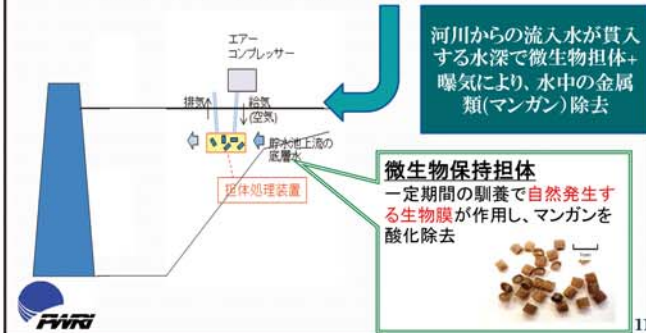 エアー
コンプレッサー
排気
給気
(空気)
貯水池上流の
底層水
担体処理装置
河川からの流入水が貫入
する水深で微生物担体+
曝気により、水中の金属
類(マンガン)除去
微生物保持担体
一定期間の馴養で自然発生す
る生物膜が作用し、マンガンを
酸化除去
PWRI
11